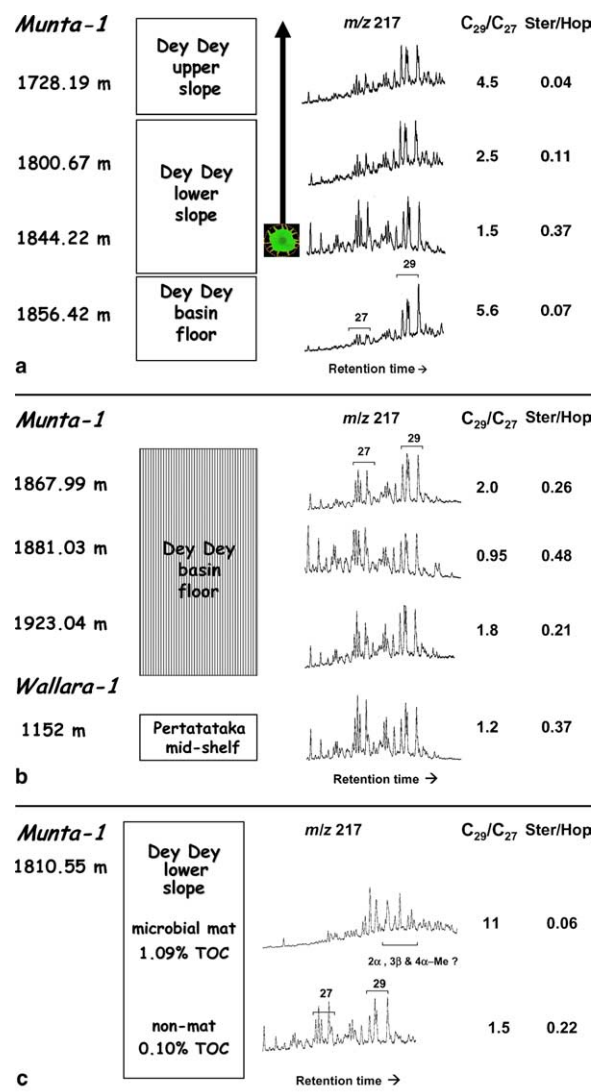 Munta-1 m/z 217 C29/C27 Ster/Hop
1728.19 m Dey Dey upper slope 4.5 0.04
1800.67 m Dey Dey lower slope 2.5 0.11
1844.22 m 1.5 0.37
1856.42 m Dey Dey basin floor 27 29 5.6 0.07
a Retention time →
Munta-1 m/z 217 C29/C27 Ster/Hop
1867.99 m 27 29 2.0 0.26
1881.03 m Dey Dey basin floor 0.95 0.48
1923.04 m 1.8 0.21
Wallara-1
1152 m Pertatataka mid-shelf 1.2 0.37
b Retention time →
Munta-1 m/z 217 C29/C27 Ster/Hop
1810.55 m Dey Dey lower slope
microbial mat 11 0.06
1.09% TOC 2α, 3β & 4α-Me ?
27 29
non-mat 1.5 0.22
0.10% TOC
c Retention time →